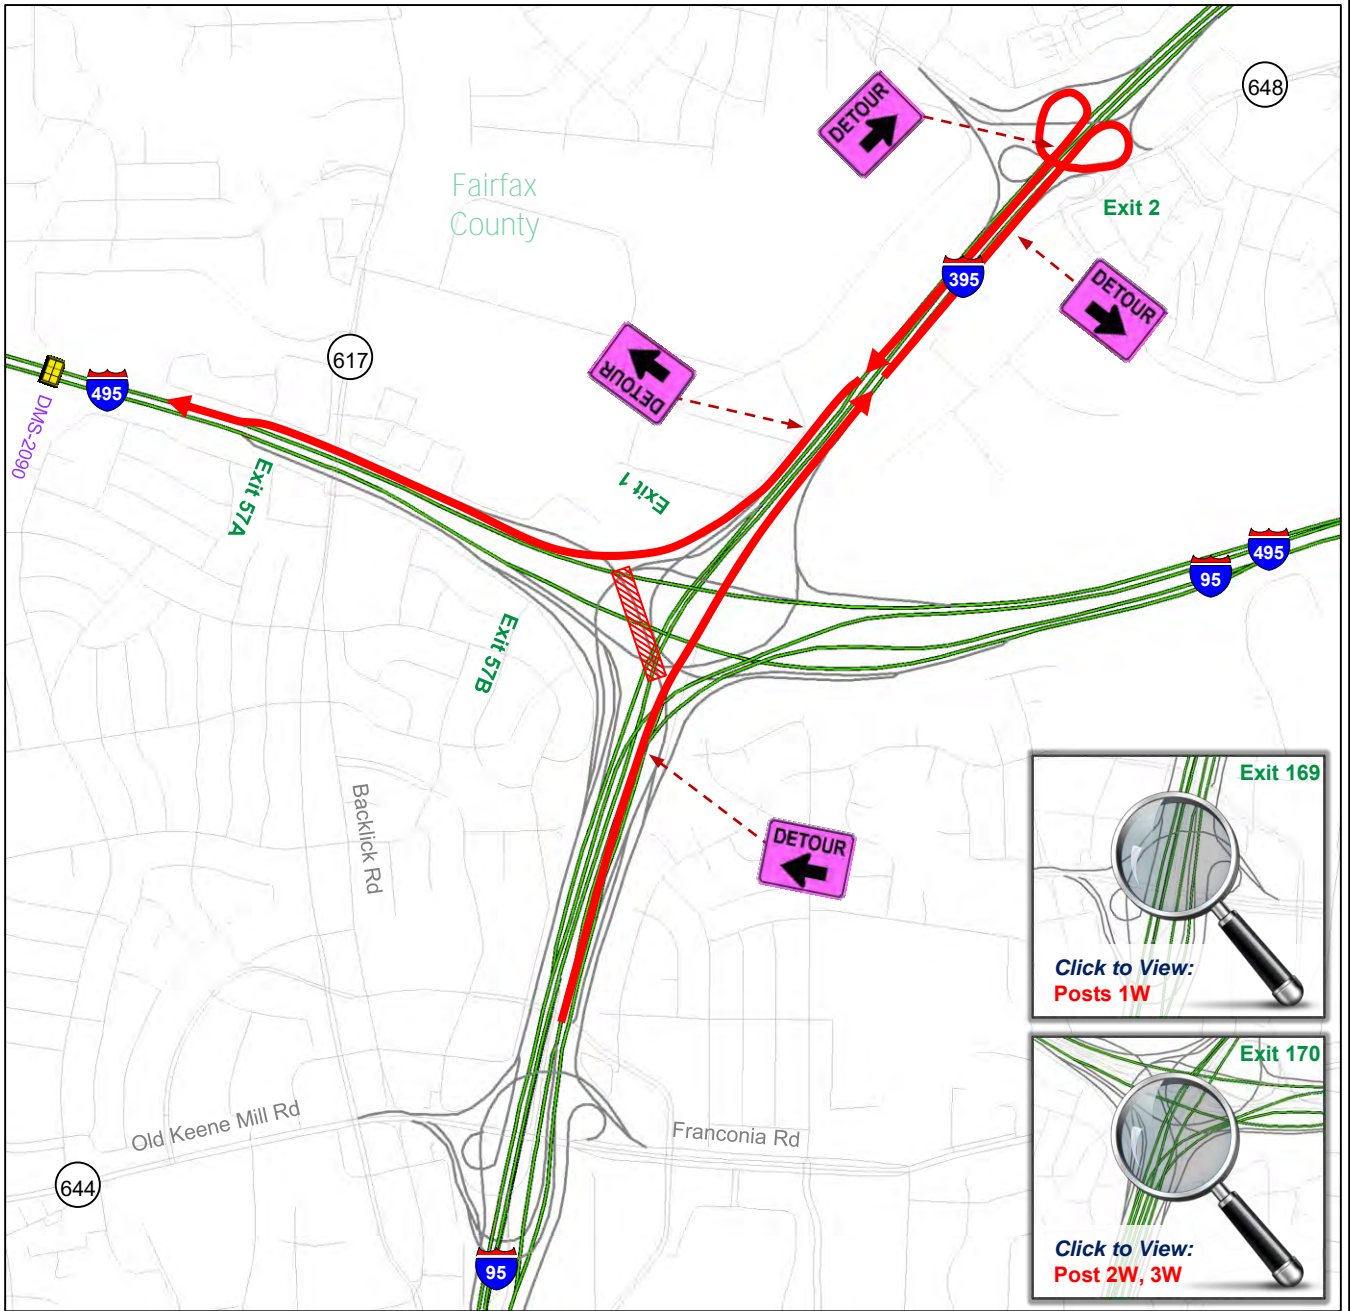 648
DETOUR
Fairfax
County
Exit 2
395
DETOUR
617
DETOUR
495
DMS-2090
Exit 57A
Exit 1
495
95
Exit 57B
Exit 169
Backlick Rd
DETOUR
Click to View:
Posts 1W
Exit 170
Old Keene Mill Rd
Franconia Rd
644
Click to View:
Post 2W, 3W
95